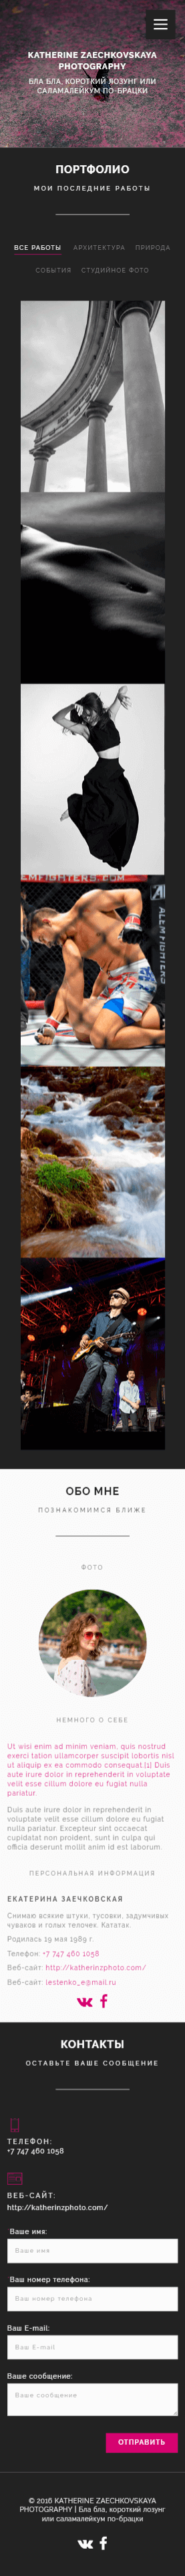 KATHERINE ZAECHKOVSKAYA
PHOTOGRAPHY
БЛА БЛА, КОРОТКИЙ ЛОЗУНГ ИЛИ
САЛАМАЛЕЙКУМ ПО-БРАЦКИ
ПОРТФОЛИО
МОИ ПОСЛЕДНИЕ РАБОТЫ
ВСЕ РАБОТЫ АРХИТЕКТУРА ПРИРОДА
СОБЫТИЯ СТУДИЙНОЕ ФОТО
ОБО МНЕ
ПОЗНАКОМИМСЯ БЛИЖЕ
ФОТО
НЕМНОГО О СЕБЕ
Ut wisi enim ad minim veniam, quis nostrud
exerci tation ullamcorper suscipit lobortis nisl
ut aliquip ex ea commodo consequat.[1] Duis
aute irure dolor in reprehenderit in voluptate
velit esse cillum dolore eu fugiat nulla
pariatur.
Duis aute irure dolor in reprehenderit in
voluptate velit esse cillum dolore eu fugiat
nulla pariatur. Excepteur sint occaecat
cupidatat non proident, sunt in culpa qui
officia deserunt mollit anim id est laborum.
ПЕРСОНАЛЬНАЯ ИНФОРМАЦИЯ
ЕКАТЕРИНА ЗАЕЧКОВСКАЯ
Снимаю всякие штуки, тусовки, задумчивых
чуваков и голых телочек. Кагатак.
Родилась 19 мая 1989 г.
Телефон: +7 747 460 1058
Веб-сайт: http://katherinzphoto.com/
Веб-сайт: lestenko_e@mail.ru
КОНТАКТЫ
ОСТАВЬТЕ ВАШЕ СООБЩЕНИЕ
ТЕЛЕФОН:
+7 747 460 1058
ВЕБ-САЙТ:
http://katherinzphoto.com/
Ваше имя:
Ваше имя
Ваш номер телефона:
Ваш номер телефона
Ваш E-mail:
Ваш E-mail
Ваше сообщение:
Ваше сообщение
ОТПРАВИТЬ
© 2016 KATHERINE ZAECHKOVSKAYA
PHOTOGRAPHY | Бла бла, короткий лозунг
или саламалейкум по-брацки